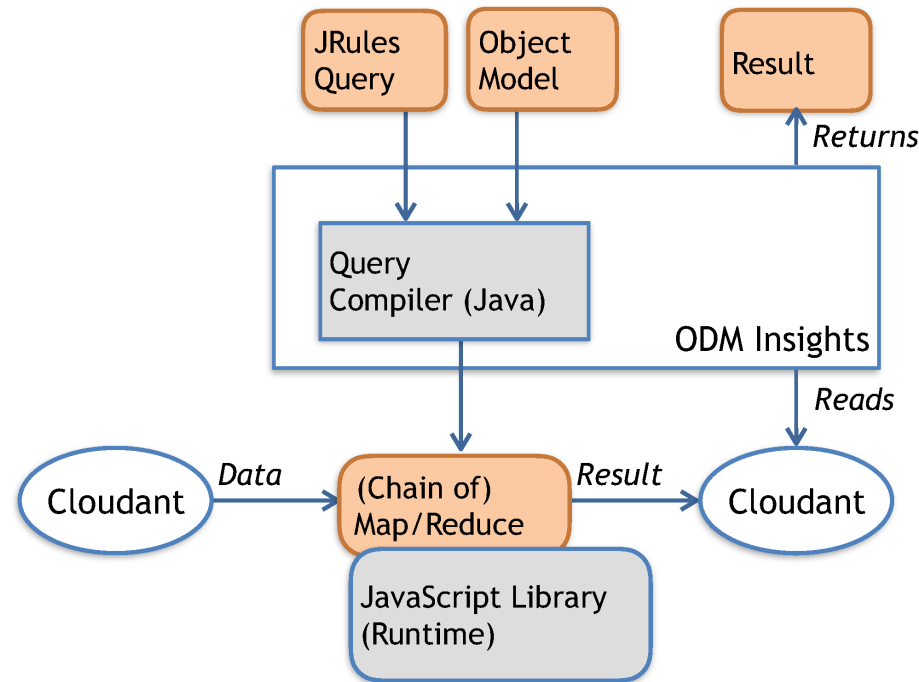 JRules
Query
Object
Model
Result
Returns
Query
Compiler (Java)
ODM Insights
Reads
Cloudant
Data
(Chain of)
Map/Reduce
Result
Cloudant
JavaScript Library
(Runtime)